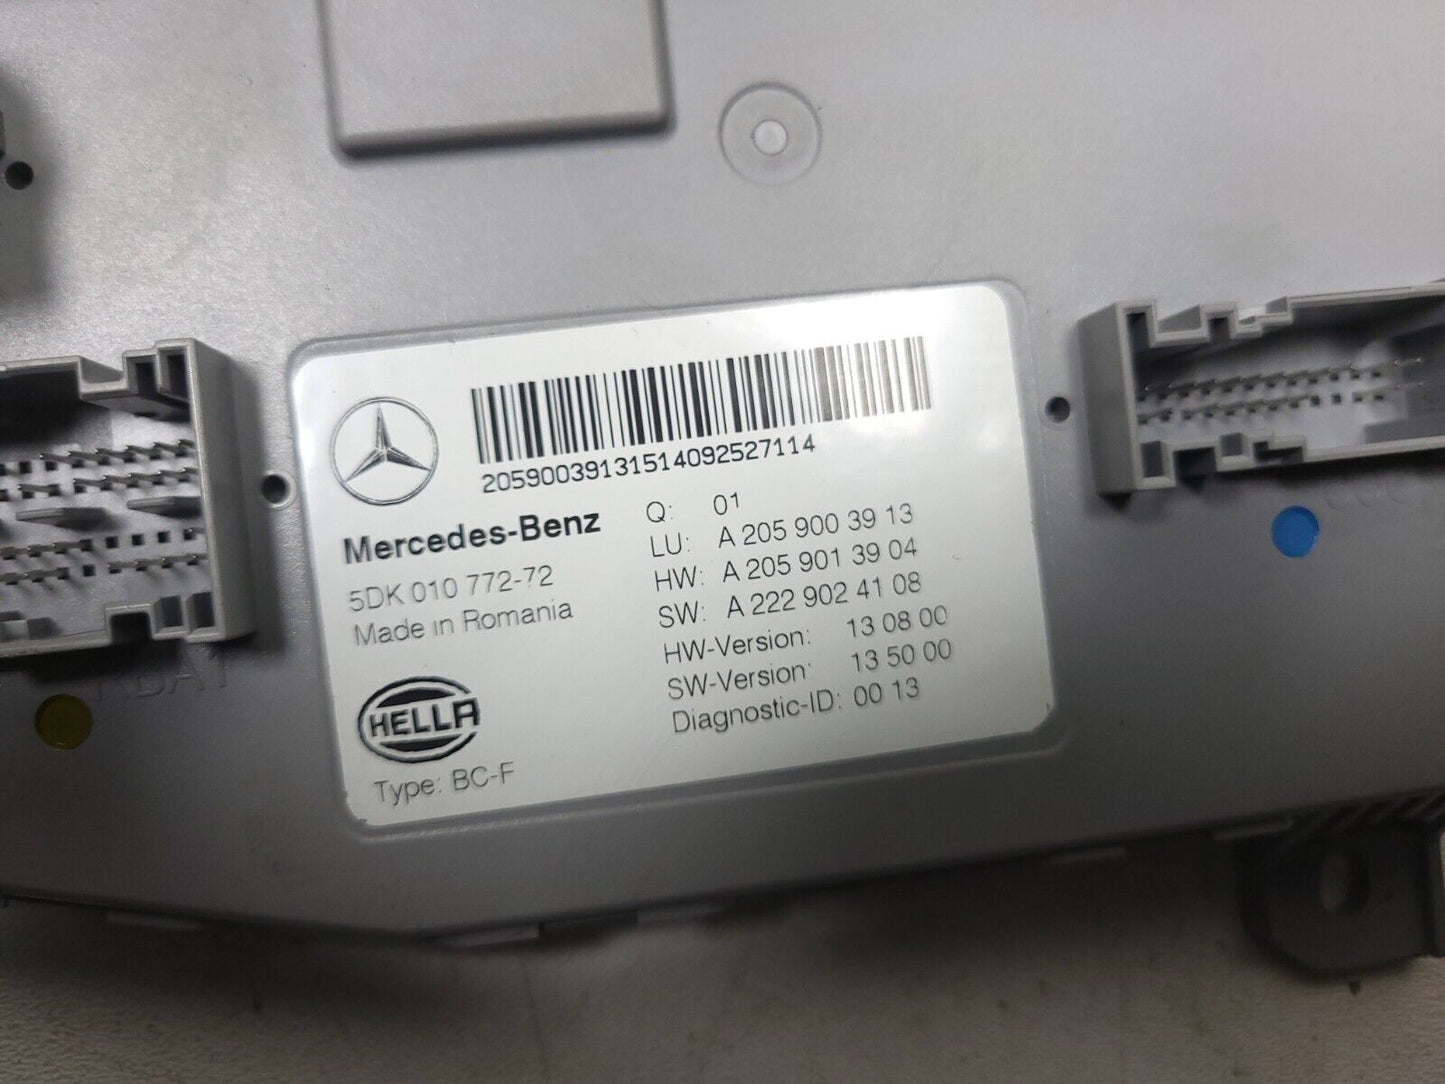 20590039131514092527114
Mercedes-Benz
5DK 010 772-72
Made in Romania
HELLA
Type: BC-F
Q: 01
LU: A 205 900 39 13
HW: A 205 901 39 04
SW: A 222 902 41 08
HW-Version: 13 08 00
SW-Version: 13 50 00
Diagnostic-ID: 00 13